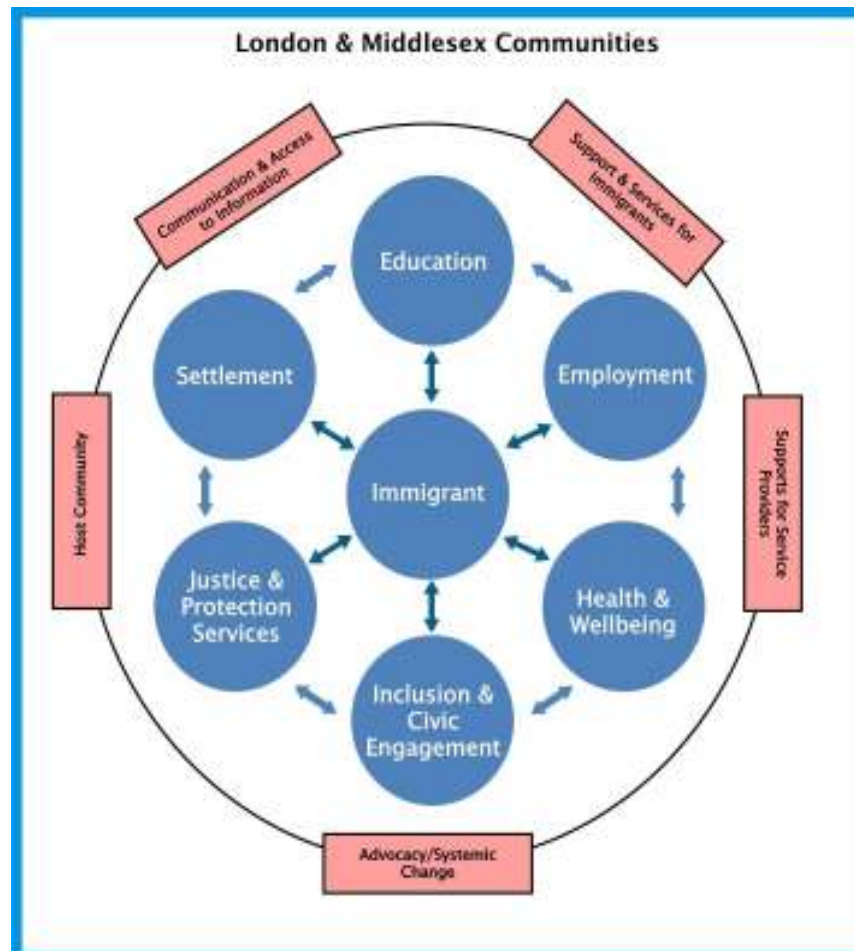 London & Middlesex Communities
Communication & Access
to Information
Support & Services for
Immigrants
Education
Settlement
Employment
Host Community
Immigrant
Supports for Service
Providers
Justice &
Protection
Services
Health &
Wellbeing
Inclusion &
Civic
Engagement
Advocacy/Systemic
Change